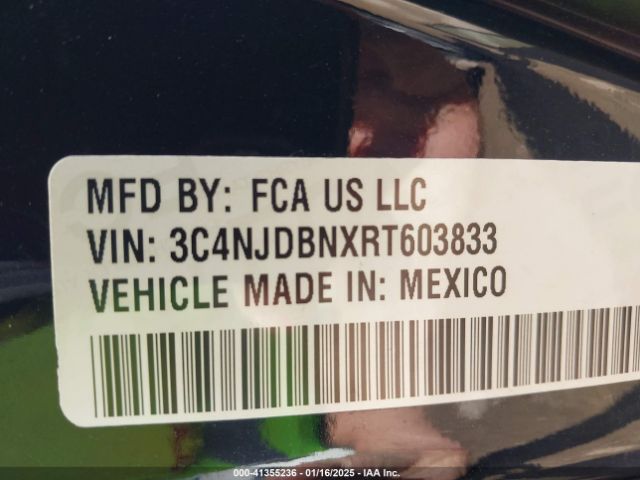 MFD BY: FCA US LLC
VIN: 3C4NJDBNXRT603833
VEHICLE MADE IN: MEXICO
000-41355236 - 01/16/2025 - IAA Inc.